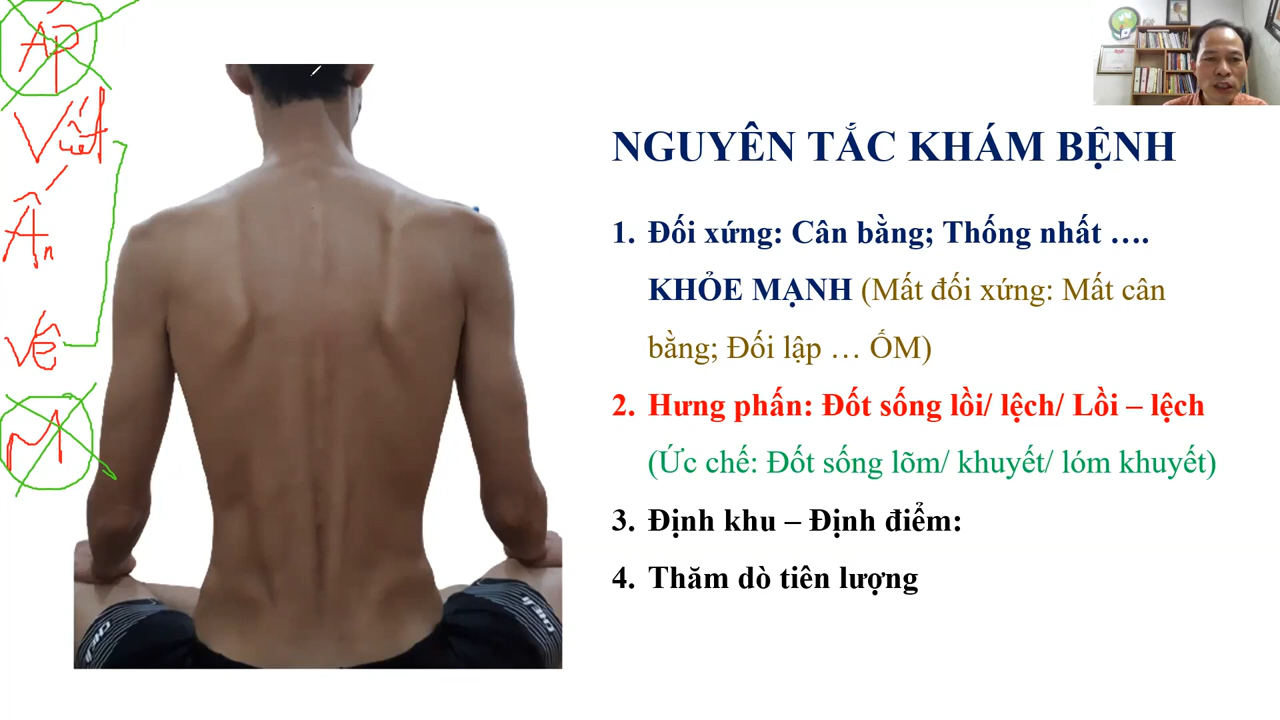 Áp
Vuốt
Ấn
Vê
M
NGUYÊN TẮC KHÁM BỆNH
1. Đối xứng: Cân bằng; Thống nhất ….
KHỎE MẠNH (Mất đối xứng: Mất cân
bằng; Đối lập … ỐM)
2. Hưng phấn: Đốt sống lồi/ lệch/ Lồi – lệch
(Ức chế: Đốt sống lõm/ khuyết/ lóm khuyết)
3. Định khu – Định điểm:
4. Thăm dò tiên lượng